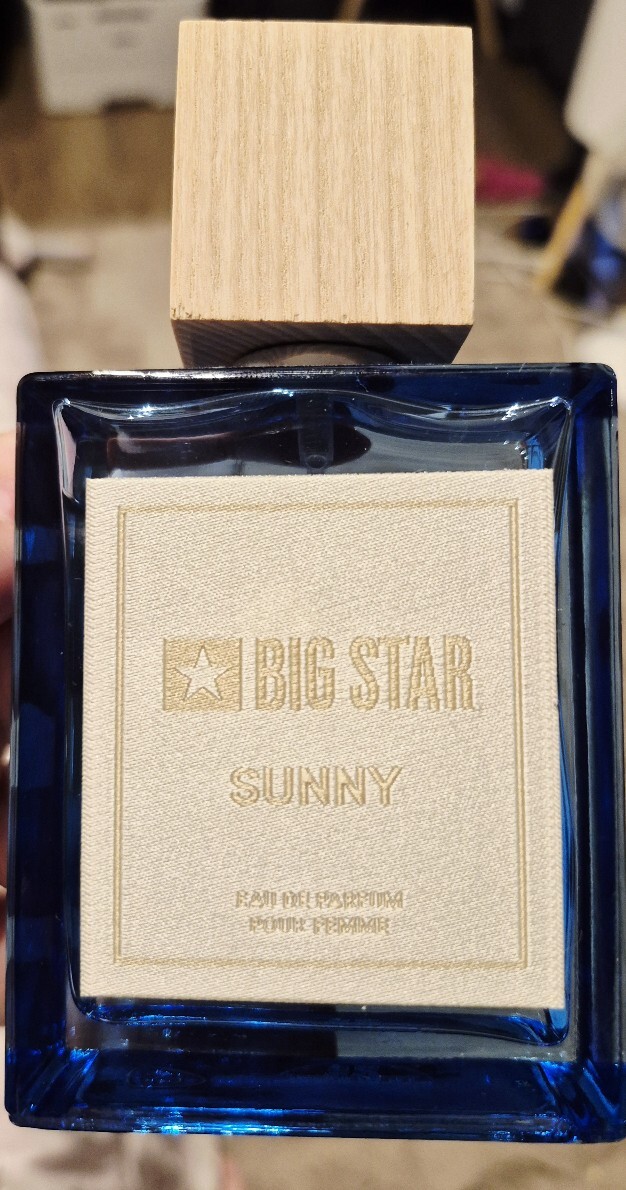 BIG STAR
SUNNY
EAU DE PARFUM
POUR FEMME